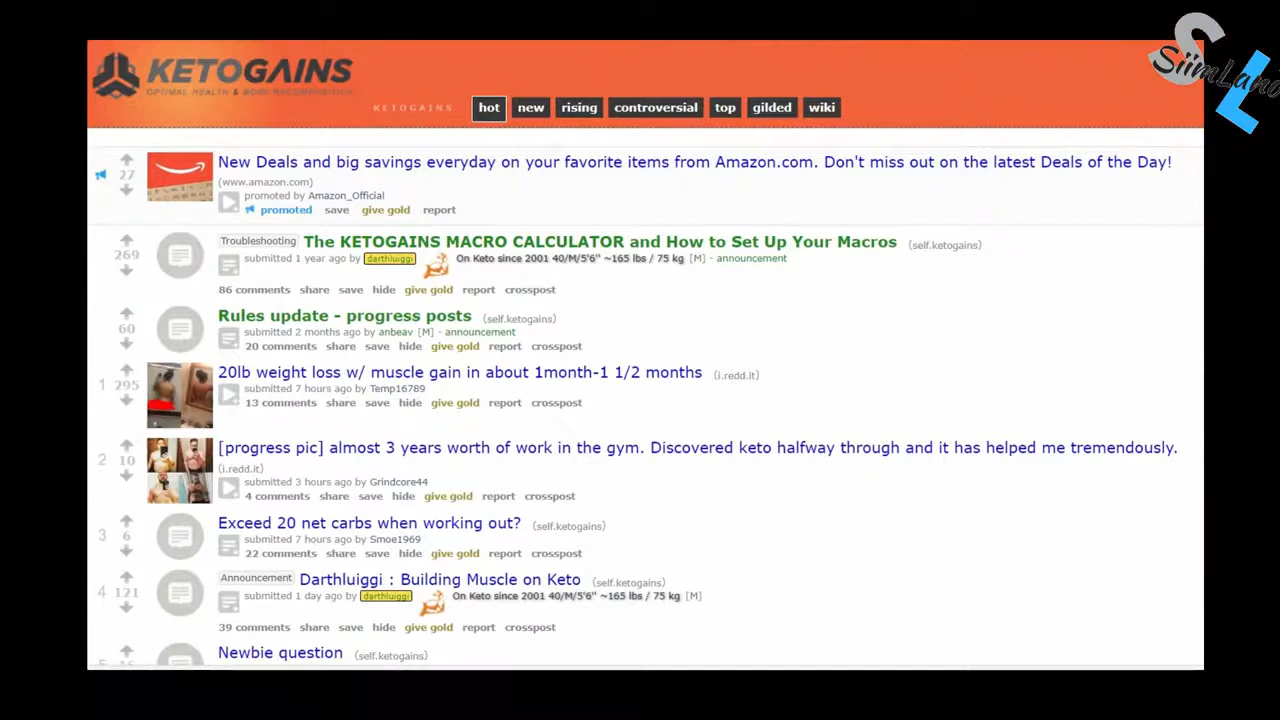 KETOGAINS
OPTIMAL HEALTH & BODY RECOMPOSITION
KETOGAINS hot new rising controversial top gilded wiki
SiimLand
27
New Deals and big savings everyday on your favorite items from Amazon.com. Don't miss out on the latest Deals of the Day!
(www.amazon.com)
promoted by Amazon_Official
promoted save give gold report
269
Troubleshooting The KETOGAINS MACRO CALCULATOR and How to Set Up Your Macros (self.ketogains)
submitted 1 year ago by darthluiggi On Keto since 2001 40/M/5'6" ~165 lbs / 75 kg [M] - announcement
86 comments share save hide give gold report crosspost
60
Rules update - progress posts (self.ketogains)
submitted 2 months ago by anbeav [M] - announcement
20 comments share save hide give gold report crosspost
1 295
20lb weight loss w/ muscle gain in about 1month-1 1/2 months (i.redd.it)
submitted 7 hours ago by Temp16789
13 comments share save hide give gold report crosspost
2 10
[progress pic] almost 3 years worth of work in the gym. Discovered keto halfway through and it has helped me tremendously.
(i.redd.it)
submitted 3 hours ago by Grindcore44
4 comments share save hide give gold report crosspost
3 6
Exceed 20 net carbs when working out? (self.ketogains)
submitted 7 hours ago by Smoe1969
22 comments share save hide give gold report crosspost
4 121
Announcement Darthluiggi : Building Muscle on Keto (self.ketogains)
submitted 1 day ago by darthluiggi On Keto since 2001 40/M/5'6" ~165 lbs / 75 kg [M]
39 comments share save hide give gold report crosspost
Newbie question (self.ketogains)